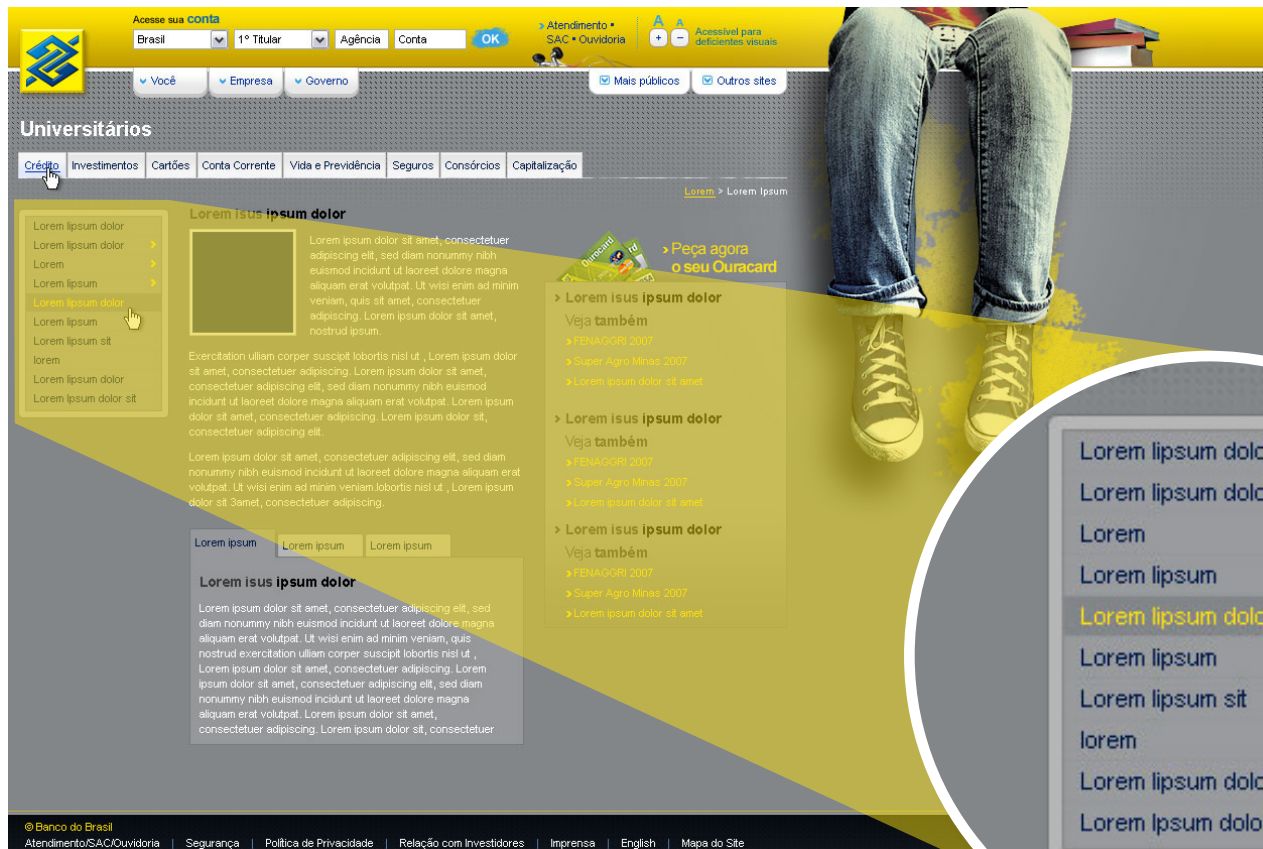 Acesse sua conta
Brasil 1º Titular Agência Conta OK
› Atendimento •
SAC • Ouvidoria
A A
+ −
Acessível para
deficientes visuais
Você Empresa Governo
Mais públicos Outros sites
Universitários
Crédito Investimentos Cartões Conta Corrente Vida e Previdência Seguros Consórcios Capitalização
Lorem > Lorem Ipsum
Lorem lipsum dolor
Lorem lipsum dolor ›
Lorem ›
Lorem lipsum ›
Lorem lipsum dolor
Lorem lipsum
Lorem lipsum sit
lorem
Lorem lipsum dolor
Lorem Ipsum dolor sit
Lorem isus ipsum dolor
Lorem ipsum dolor sit amet, consectetuer
adipiscing elit, sed diam nonummy nibh
euismod incidunt ut laoreet dolore magna
aliquam erat volutpat. Ut wisi enim ad minim
veniam, quis sit amet, consectetuer
adipiscing. Lorem ipsum dolor sit amet,
nostrud ipsum.
Exercitation ulliam corper suscipit lobortis nisl ut , Lorem ipsum dolor
sit amet, consectetuer adipiscing. Lorem ipsum dolor sit amet,
consectetuer adipiscing elit, sed diam nonummy nibh euismod
incidunt ut laoreet dolore magna aliquam erat volutpat. Lorem ipsum
dolor sit amet, consectetuer adipiscing. Lorem ipsum dolor sit,
consectetuer adipiscing elit.
Lorem ipsum dolor sit amet, consectetuer adipiscing elit, sed diam
nonummy nibh euismod incidunt ut laoreet dolore magna aliquam erat
volutpat. Ut wisi enim ad minim veniam.lobortis nisl ut , Lorem ipsum
dolor sit 3amet, consectetuer adipiscing.
Lorem ipsum Lorem ipsum Lorem ipsum
Lorem isus ipsum dolor
Lorem ipsum dolor sit amet, consectetuer adipiscing elit, sed
diam nonummy nibh euismod incidunt ut laoreet dolore magna
aliquam erat volutpat. Ut wisi enim ad minim veniam, quis
nostrud exercitation ulliam corper suscipit lobortis nisl ut ,
Lorem ipsum dolor sit amet, consectetuer adipiscing. Lorem
ipsum dolor sit amet, consectetuer adipiscing elit, sed diam
nonummy nibh euismod incidunt ut laoreet dolore magna
aliquam erat volutpat. Lorem ipsum dolor sit amet,
consectetuer adipiscing. Lorem ipsum dolor sit, consectetuer
Ourocard
› Peça agora
o seu Ouracard
› Lorem isus ipsum dolor
Veja também
› FENAGGRI 2007
› Super Agro Minas 2007
› Lorem ipsum dolor sit amet
› Lorem isus ipsum dolor
Veja também
› FENAGGRI 2007
› Super Agro Minas 2007
› Lorem ipsum dolor sit amet
› Lorem isus ipsum dolor
Veja também
› FENAGGRI 2007
› Super Agro Minas 2007
› Lorem ipsum dolor sit amet
Lorem lipsum dolo
Lorem lipsum dolo
Lorem
Lorem lipsum
Lorem lipsum dolo
Lorem lipsum
Lorem lipsum sit
lorem
Lorem lipsum dolo
Lorem Ipsum dolo
© Banco do Brasil
Atendimento/SAC/Ouvidoria | Segurança | Política de Privacidade | Relação com Investidores | Imprensa | English | Mapa do Site